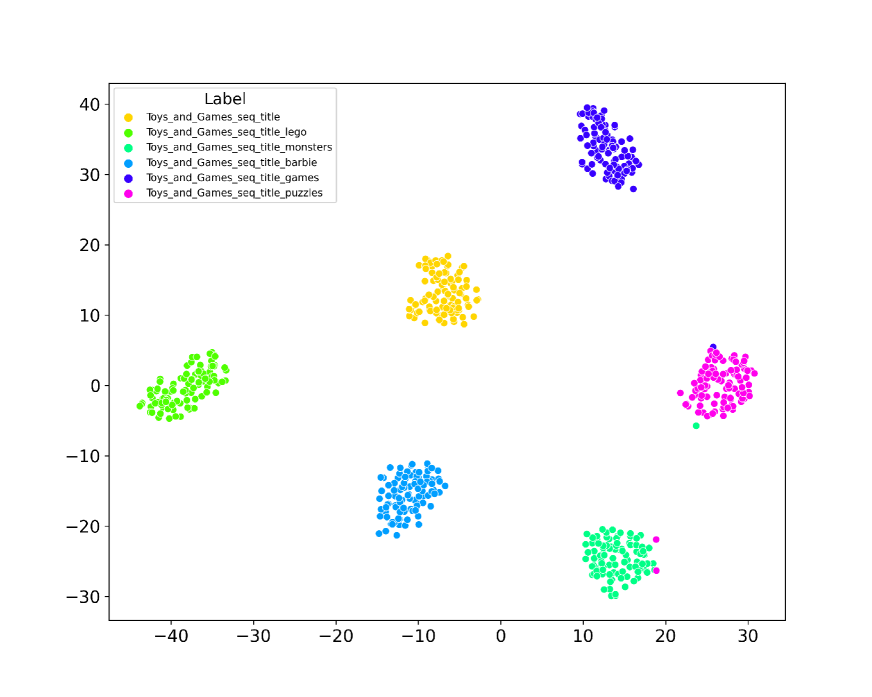 Label
Toys_and_Games_seq_title
Toys_and_Games_seq_title_lego
Toys_and_Games_seq_title_monsters
Toys_and_Games_seq_title_barbie
Toys_and_Games_seq_title_games
Toys_and_Games_seq_title_puzzles
40
30
20
10
0
−10
−20
−30
−40 −30 −20 −10 0 10 20 30